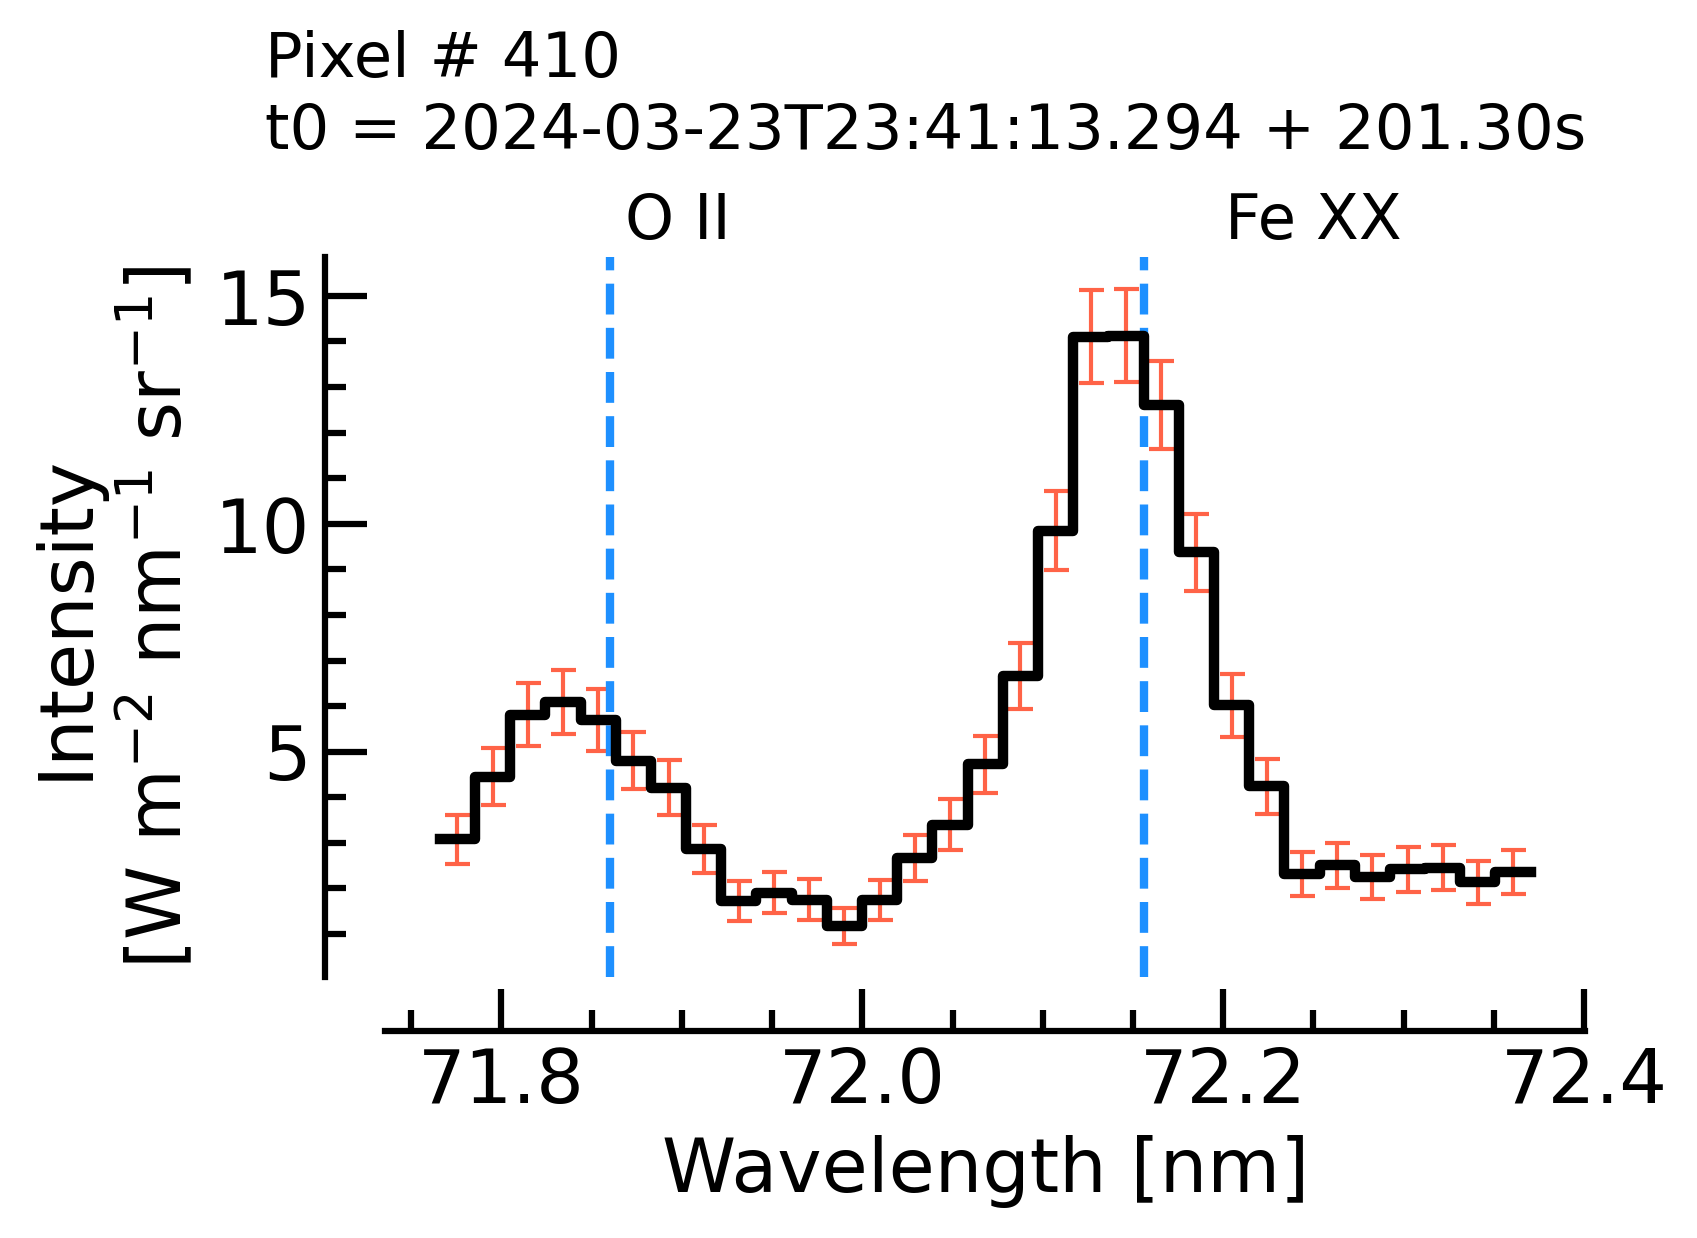 Pixel # 410
t0 = 2024-03-23T23:41:13.294 + 201.30s
O II
Fe XX
Intensity
[W m⁻² nm⁻¹ sr⁻¹]
15
10
5
71.8
72.0
72.2
72.4
Wavelength [nm]